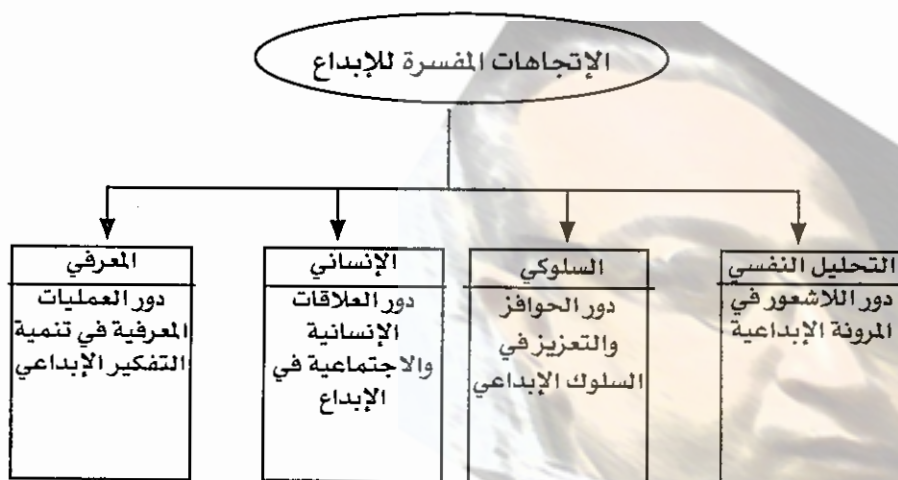 الإتجاهات المفسرة للإبداع
التحليل النفسي
دور اللاشعور في
المرونة الإبداعية
السلوكي
دور الحوافز
والتعزيز في
السلوك الإبداعي
الإنساني
دور العلاقات
الإنسانية
والاجتماعية في
الإبداع
المعرفي
دور العمليات
المعرفية في تنمية
التفكير الإبداعي